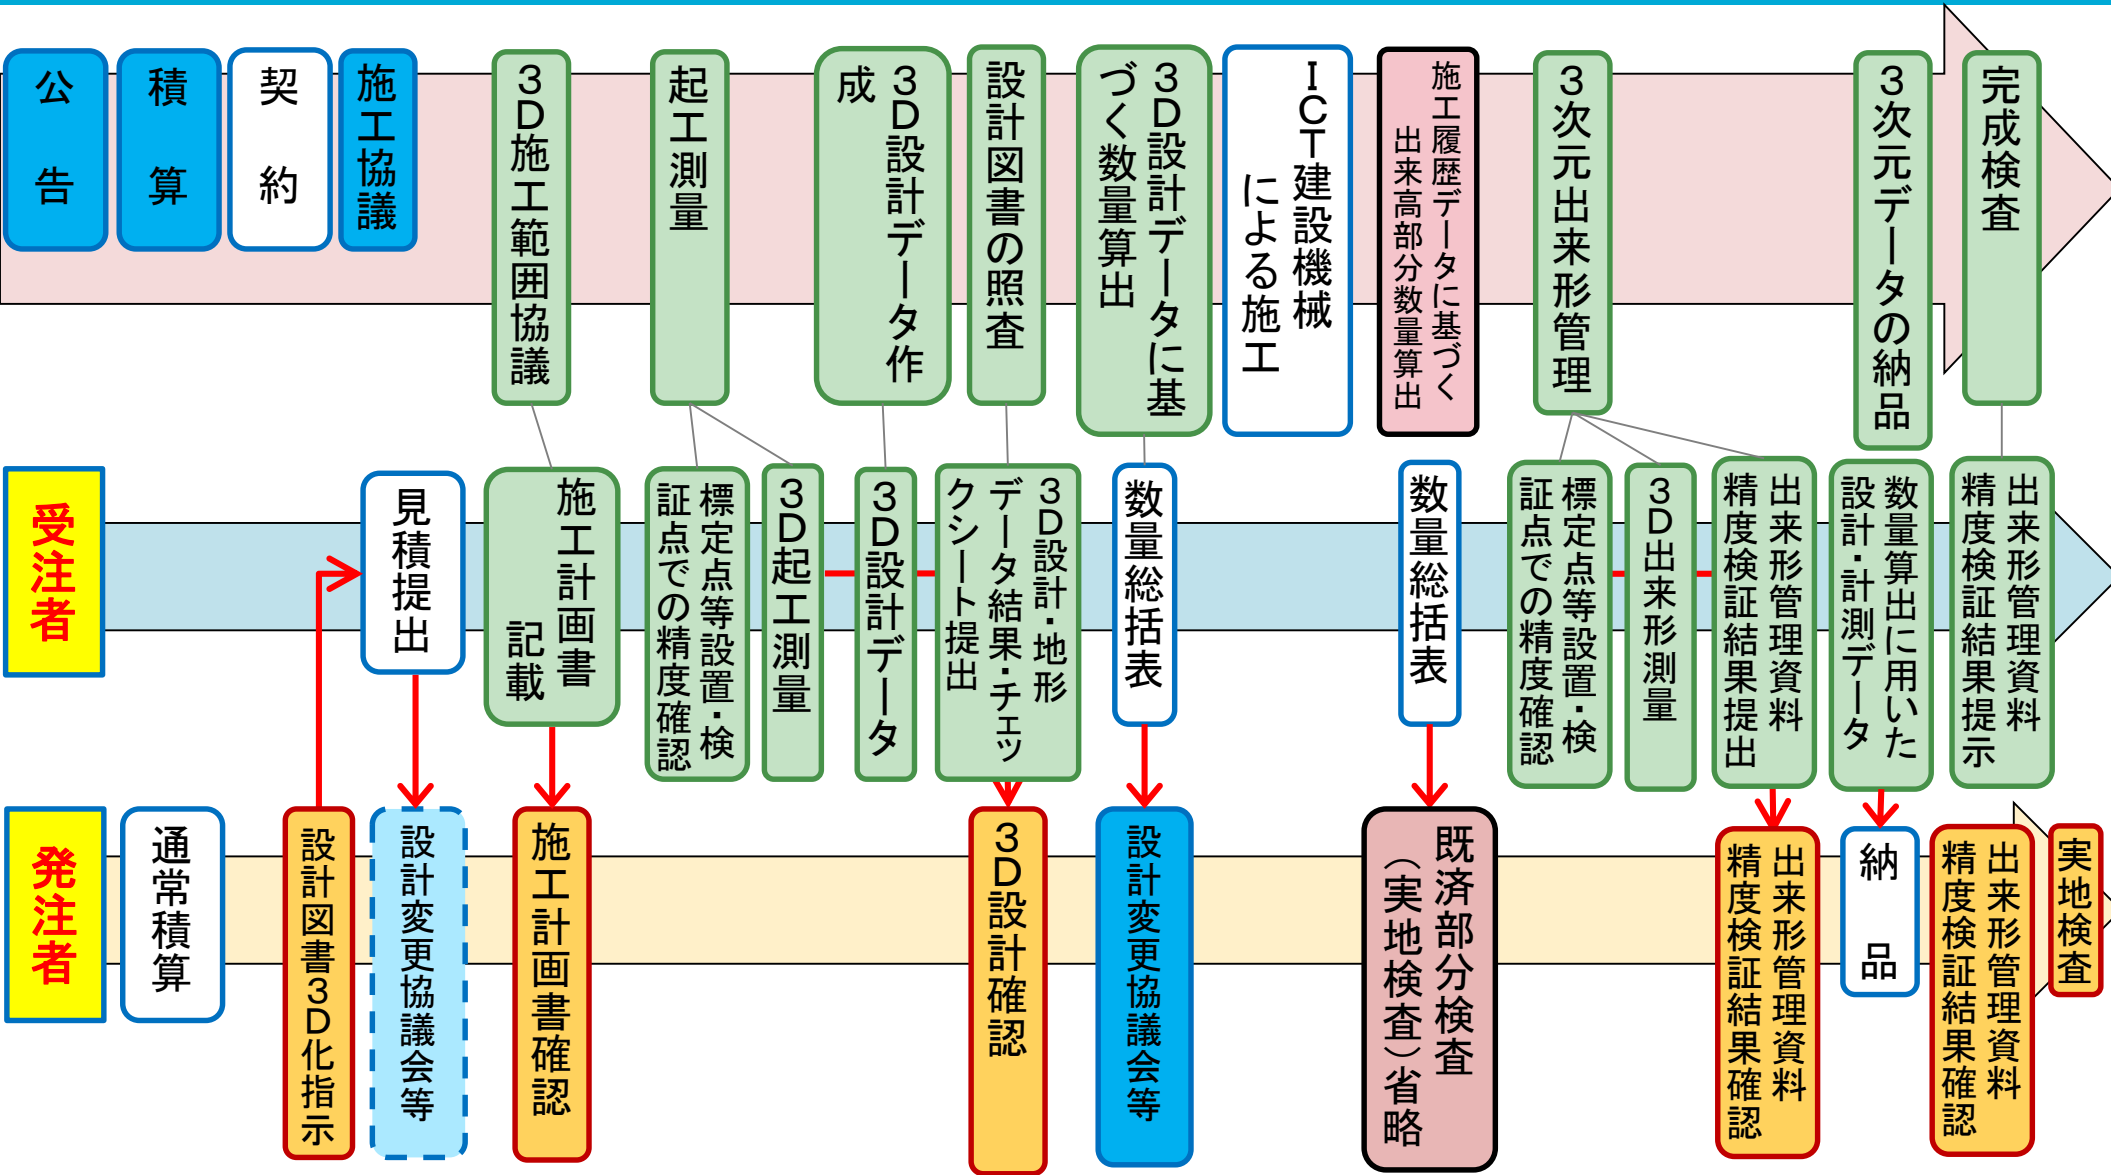 公告
積算
契約
施工協議
３Ｄ施工範囲協議
起工測量
３Ｄ設計データ作
成
設計図書の照査
３Ｄ設計データに基
づく数量算出
ＩＣＴ建設機械
による施工
施工履歴データに基づく
出来高部分数量算出
３次元出来形管理
３次元データの納品
完成検査
受注者
見積提出
施工計画書
記載
標定点等設置・検
証点での精度確認
３Ｄ起工測量
３Ｄ設計データ
３Ｄ設計・地形
データ結果・チェッ
クシート提出
数量総括表
数量総括表
標定点等設置・検
証点での精度確認
３Ｄ出来形測量
出来形管理資料
精度検証結果提出
数量算出に用いた
設計・計測データ
出来形管理資料
精度検証結果提示
発注者
通常積算
設計図書３Ｄ化指示
設計変更協議会等
施工計画書確認
３Ｄ設計確認
設計変更協議会等
既済部分検査
（実地検査）省略
出来形管理資料
精度検証結果確認
納品
出来形管理資料
精度検証結果確認
実地検査